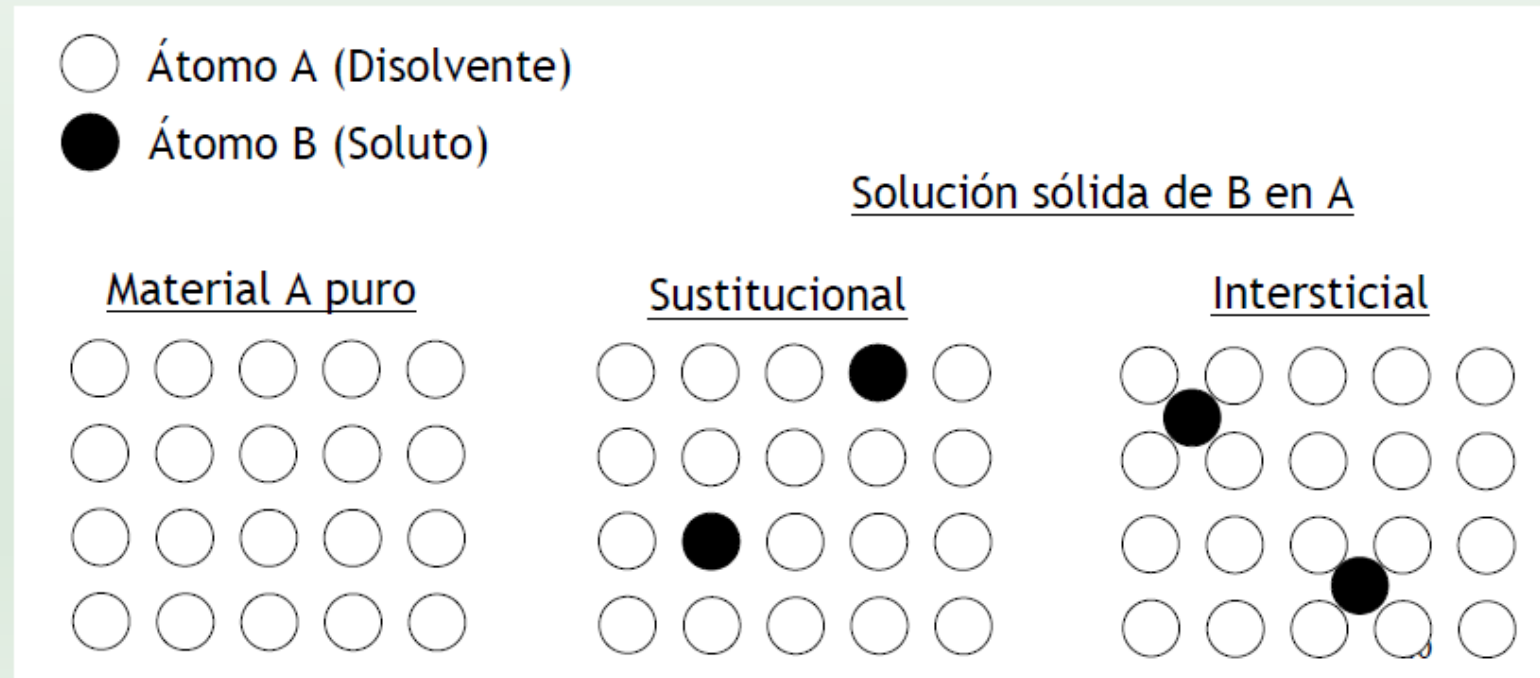 Átomo A (Disolvente)
Átomo B (Soluto)
Solución sólida de B en A
Material A puro
Sustitucional
Intersticial